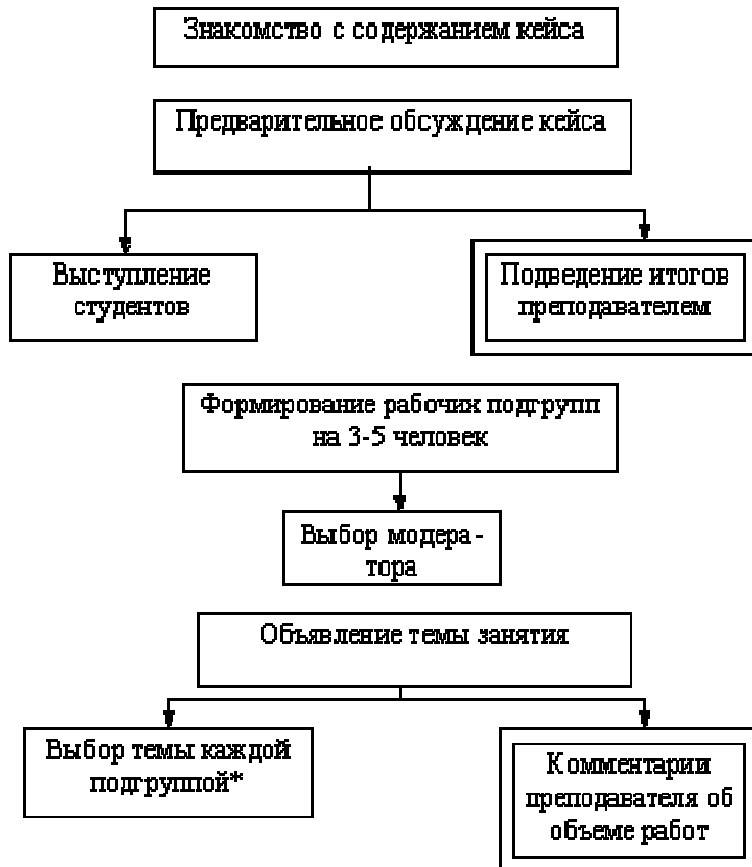 Знакомство с содержанием кейса
Предварительное обсуждение кейса
Выступление
студентов
Подведение итогов
преподавателем
Формирование рабочих подгрупп
на 3-5 человек
Выбор модера-
тора
Объявление темы занятия
Выбор темы каждой
подгруппой*
Комментарии
преподавателя об
объеме работ